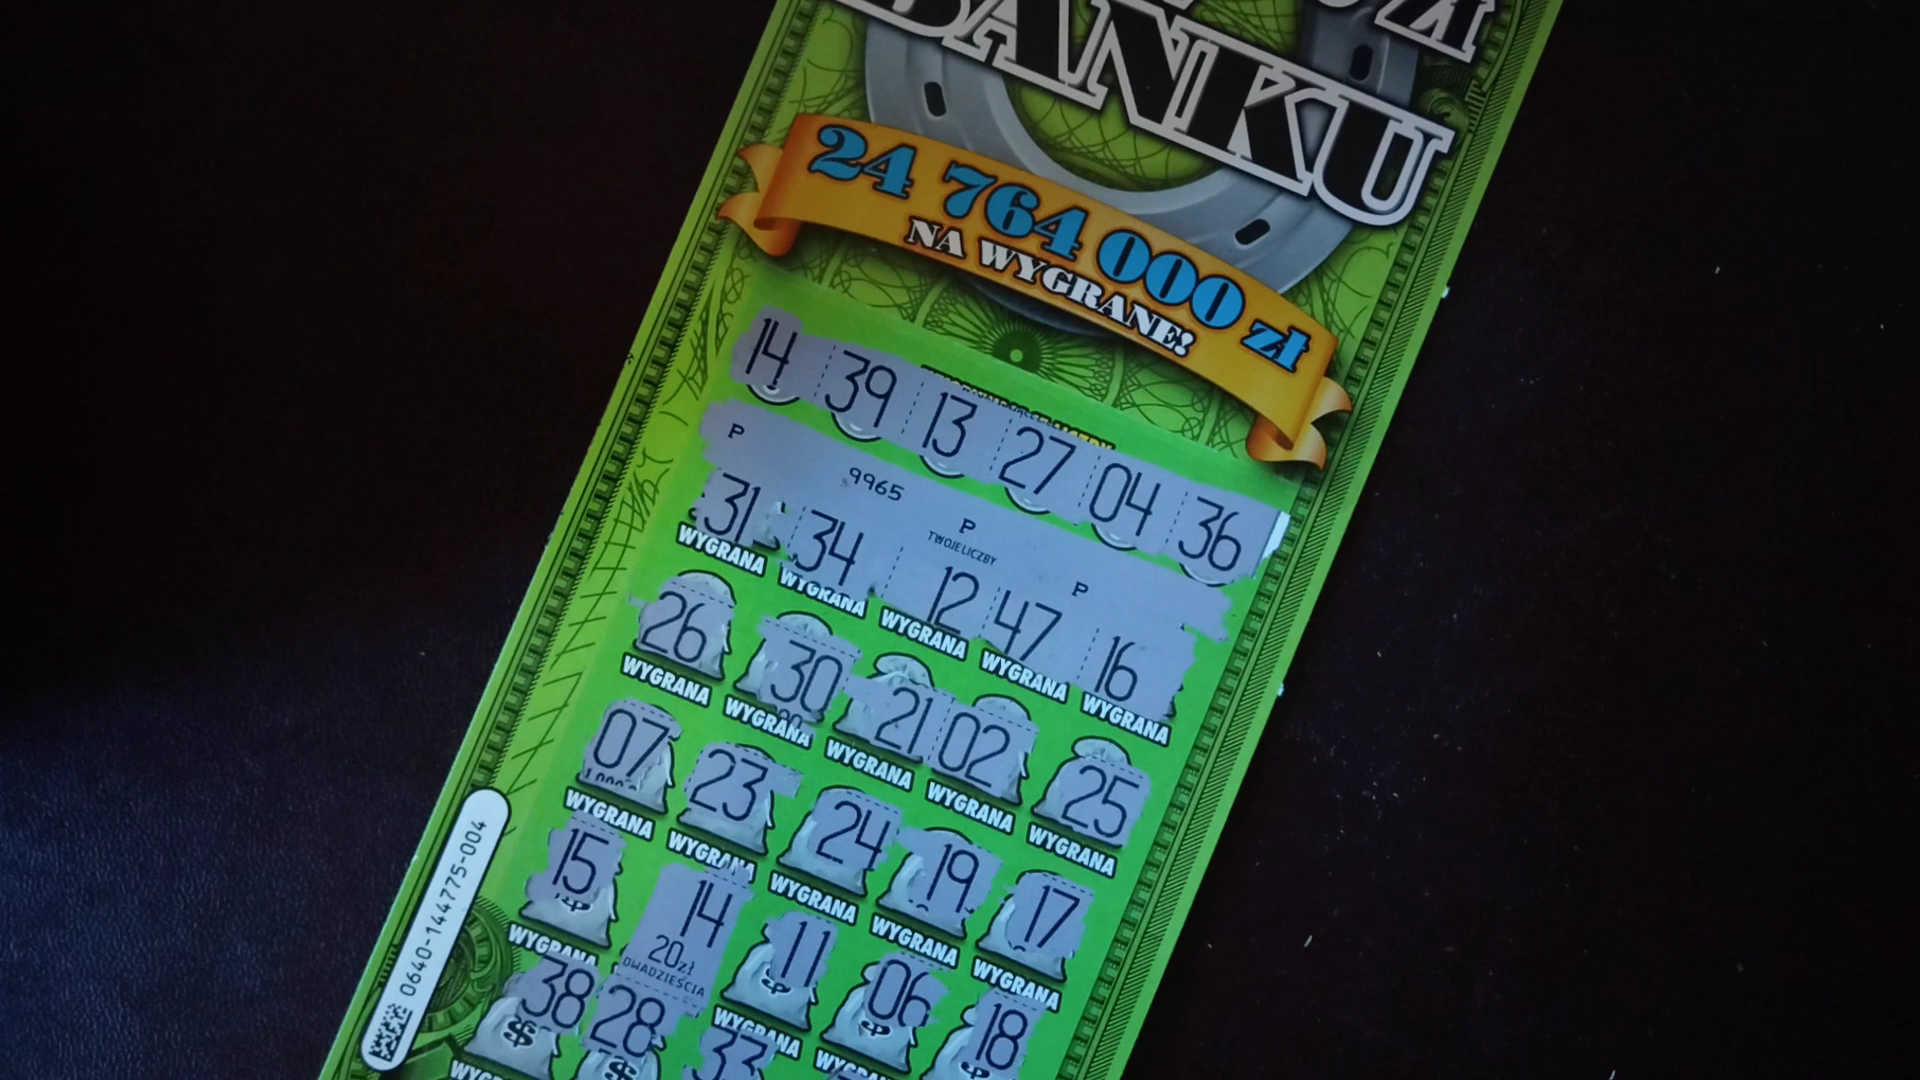 BANKU
24 764 000 zł
NA WYGRANE!
14 39 13 27 04 36
P
9965
P
TWOJE LICZBY
P
31 34 12 47 16
WYGRANA WYGRANA WYGRANA WYGRANA WYGRANA
26 30 21 02 25
WYGRANA WYGRANA WYGRANA WYGRANA WYGRANA
07 23 24 19 17
WYGRANA WYGRANA WYGRANA WYGRANA WYGRANA
15 14 11 06 18
20zł
DWADZIEŚCIA
WYGRANA WYGRANA
38 28 33
0640-144775-004